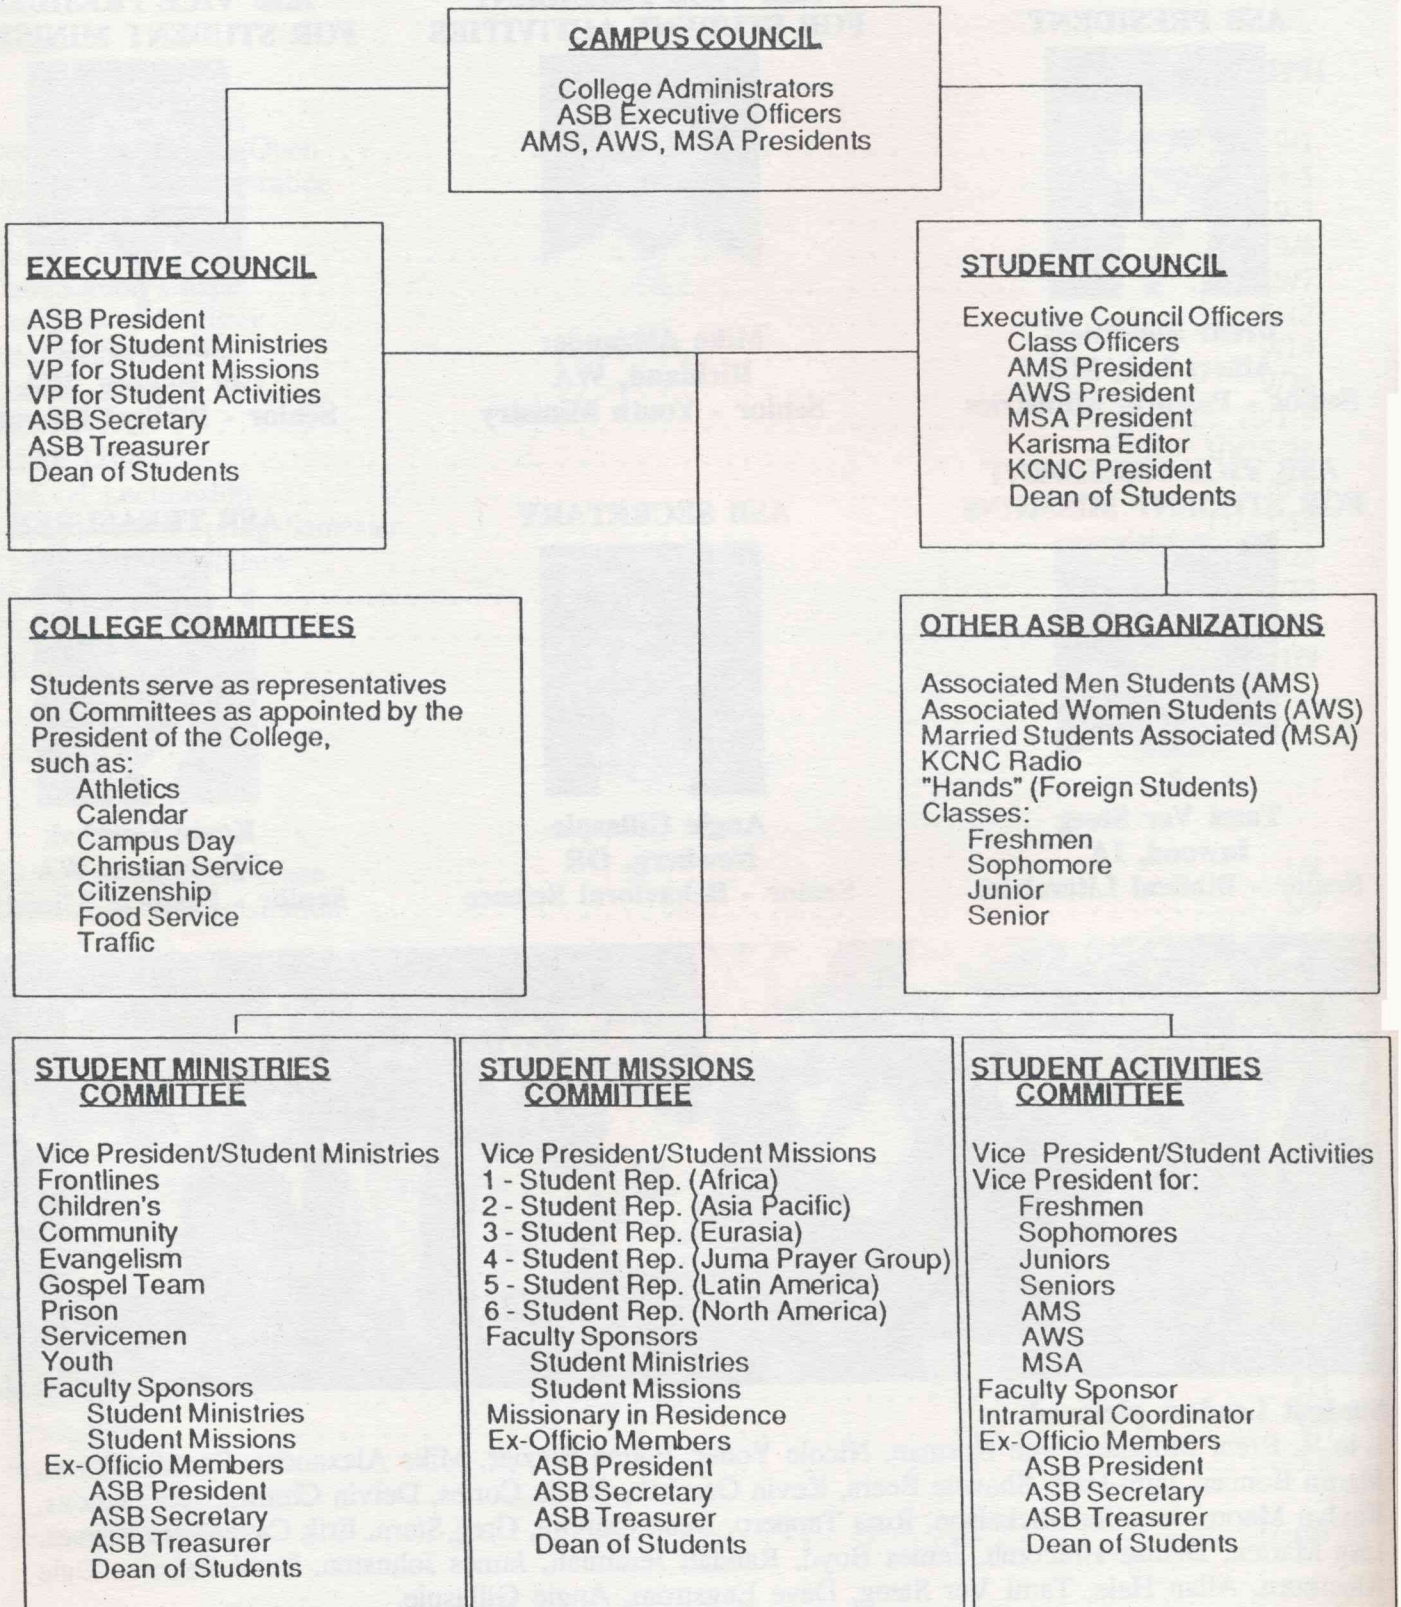 CAMPUS COUNCIL
College Administrators
ASB Executive Officers
AMS, AWS, MSA Presidents
EXECUTIVE COUNCIL
ASB President
VP for Student Ministries
VP for Student Missions
VP for Student Activities
ASB Secretary
ASB Treasurer
Dean of Students
STUDENT COUNCIL
Executive Council Officers
Class Officers
AMS President
AWS President
MSA President
Karisma Editor
KCNC President
Dean of Students
COLLEGE COMMITTEES
Students serve as representatives
on Committees as appointed by the
President of the College,
such as:
Athletics
Calendar
Campus Day
Christian Service
Citizenship
Food Service
Traffic
OTHER ASB ORGANIZATIONS
Associated Men Students (AMS)
Associated Women Students (AWS)
Married Students Associated (MSA)
KCNC Radio
"Hands" (Foreign Students)
Classes:
Freshmen
Sophomore
Junior
Senior
STUDENT MINISTRIES
COMMITTEE
Vice President/Student Ministries
Frontlines
Children's
Community
Evangelism
Gospel Team
Prison
Servicemen
Youth
Faculty Sponsors
Student Ministries
Student Missions
Ex-Officio Members
ASB President
ASB Secretary
ASB Treasurer
Dean of Students
STUDENT MISSIONS
COMMITTEE
Vice President/Student Missions
1 - Student Rep. (Africa)
2 - Student Rep. (Asia Pacific)
3 - Student Rep. (Eurasia)
4 - Student Rep. (Juma Prayer Group)
5 - Student Rep. (Latin America)
6 - Student Rep. (North America)
Faculty Sponsors
Student Ministries
Student Missions
Missionary in Residence
Ex-Officio Members
ASB President
ASB Secretary
ASB Treasurer
Dean of Students
STUDENT ACTIVITIES
COMMITTEE
Vice President/Student Activities
Vice President for:
Freshmen
Sophomores
Juniors
Seniors
AMS
AWS
MSA
Faculty Sponsor
Intramural Coordinator
Ex-Officio Members
ASB President
ASB Secretary
ASB Treasurer
Dean of Students